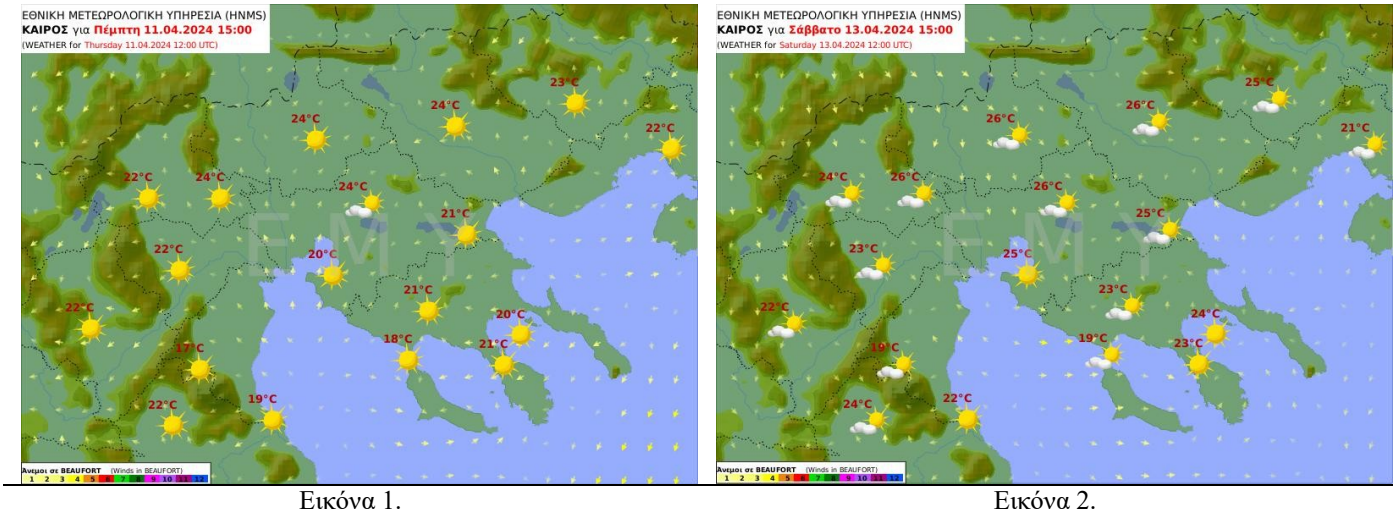 ΕΘΝΙΚΗ ΜΕΤΕΩΡΟΛΟΓΙΚΗ ΥΠΗΡΕΣΙΑ (HNMS)
ΚΑΙΡΟΣ για Πέμπτη 11.04.2024 15:00
(WEATHER for Thursday 11.04.2024 12:00 UTC)
23°C
24°C
24°C
22°C
22°C
24°C
24°C
21°C
22°C
20°C
21°C
22°C
20°C
18°C
21°C
17°C
22°C
19°C
E M Y
Άνεμοι σε BEAUFORT (Winds in BEAUFORT)
1 2 3 4 5 6 7 8 9 10 11 12
Εικόνα 1.
ΕΘΝΙΚΗ ΜΕΤΕΩΡΟΛΟΓΙΚΗ ΥΠΗΡΕΣΙΑ (HNMS)
ΚΑΙΡΟΣ για Σάββατο 13.04.2024 15:00
(WEATHER for Saturday 13.04.2024 12:00 UTC)
25°C
26°C
26°C
21°C
24°C
26°C
26°C
25°C
23°C
25°C
23°C
22°C
24°C
19°C
23°C
19°C
24°C
22°C
E M Y
Άνεμοι σε BEAUFORT (Winds in BEAUFORT)
1 2 3 4 5 6 7 8 9 10 11 12
Εικόνα 2.